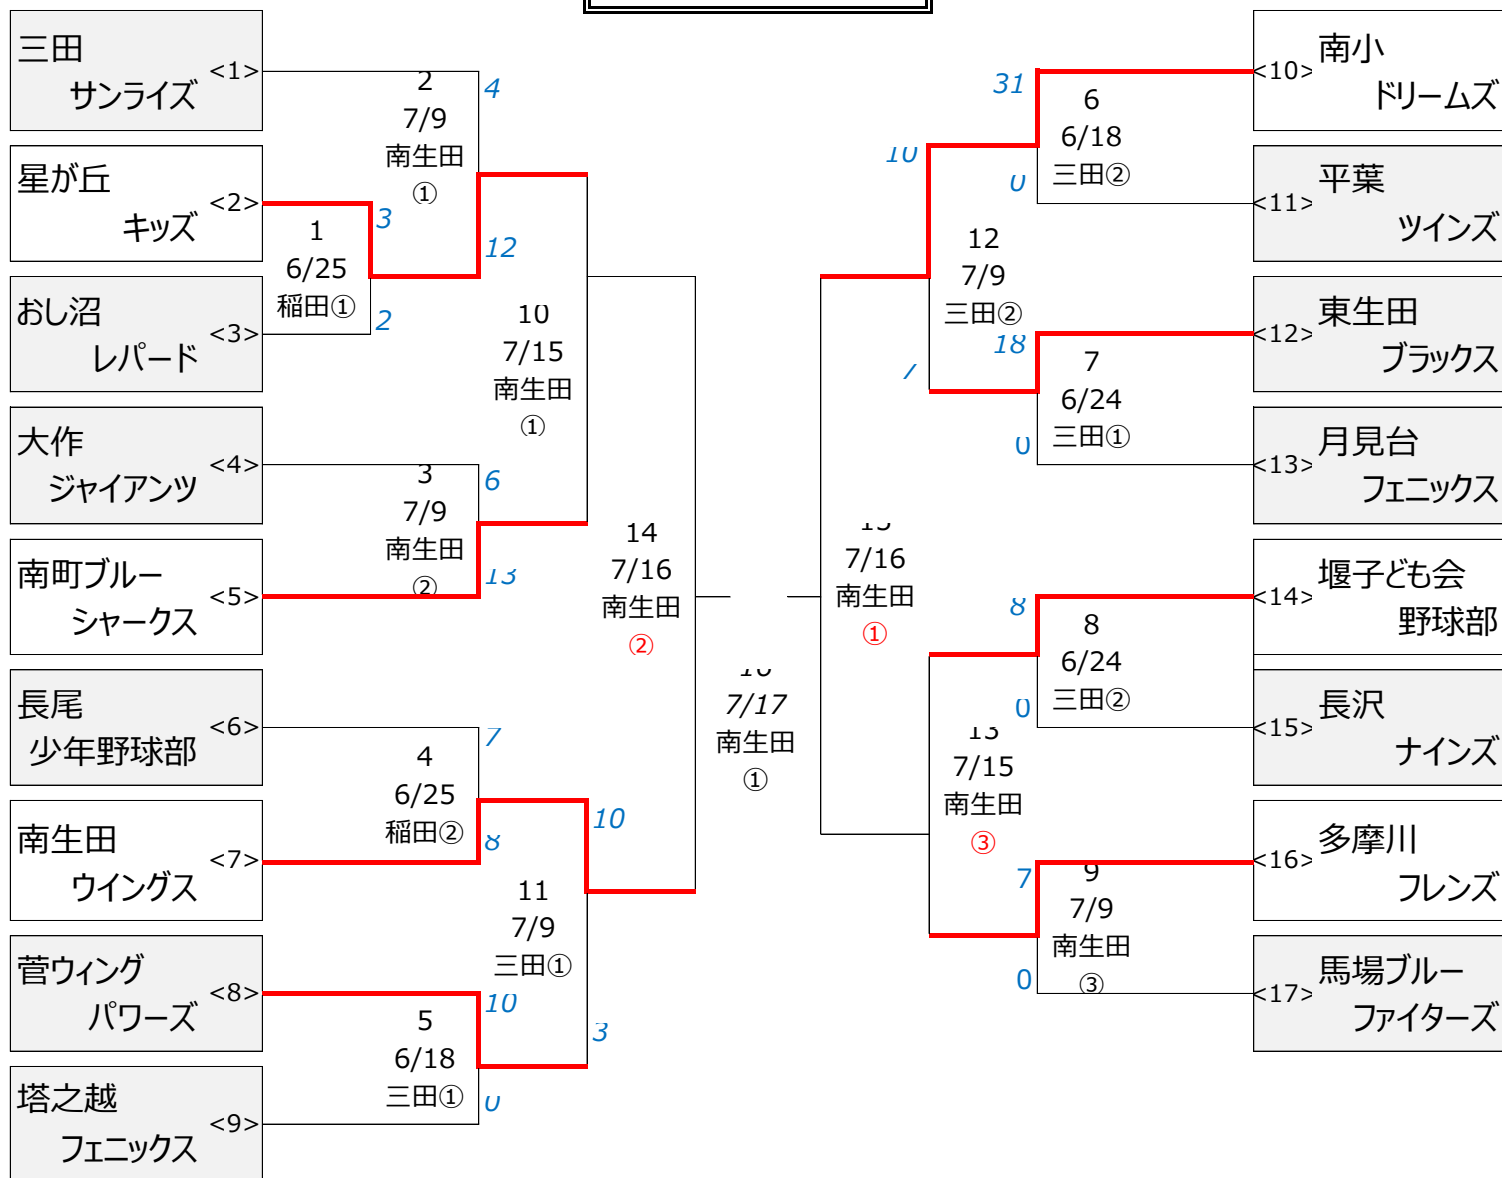 三田
サンライズ
<1>
星が丘
キッズ
<2>
おし沼
レパード
<3>
大作
ジャイアンツ
<4>
南町ブルー
シャークス
<5>
長尾
少年野球部
<6>
南生田
ウイングス
<7>
菅ウィング
パワーズ
<8>
塔之越
フェニックス
<9>
1
6/25
稲田①
3
2
2
7/9
南生田
①
4
12
3
7/9
南生田
②
6
13
4
6/25
稲田②
7
8
5
6/18
三田①
10
0
10
7/15
南生田
①
11
7/9
三田①
10
3
14
7/16
南生田
②
16
7/17
南生田
①
15
7/16
南生田
①
12
7/9
三田②
10
7
13
7/15
南生田
③
6
6/18
三田②
31
0
7
6/24
三田①
18
0
8
6/24
三田②
8
0
9
7/9
南生田
③
7
0
<10>
南小
ドリームズ
<11>
平葉
ツインズ
<12>
東生田
ブラックス
<13>
月見台
フェニックス
<14>
堰子ども会
野球部
<15>
長沢
ナインズ
<16>
多摩川
フレンズ
<17>
馬場ブルー
ファイターズ